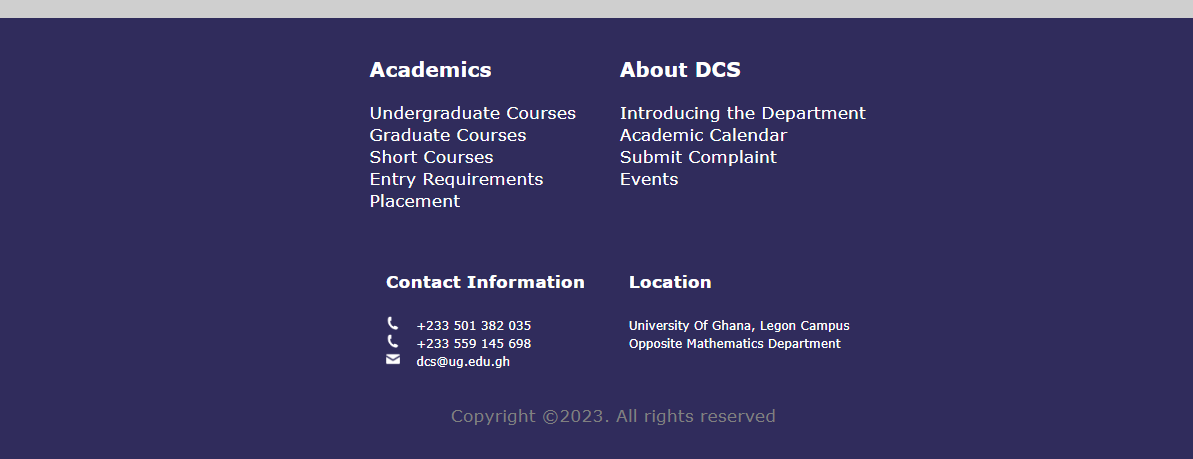 Academics
Undergraduate Courses
Graduate Courses
Short Courses
Entry Requirements
Placement
About DCS
Introducing the Department
Academic Calendar
Submit Complaint
Events
Contact Information
+233 501 382 035
+233 559 145 698
dcs@ug.edu.gh
Location
University Of Ghana, Legon Campus
Opposite Mathematics Department
Copyright ©2023. All rights reserved